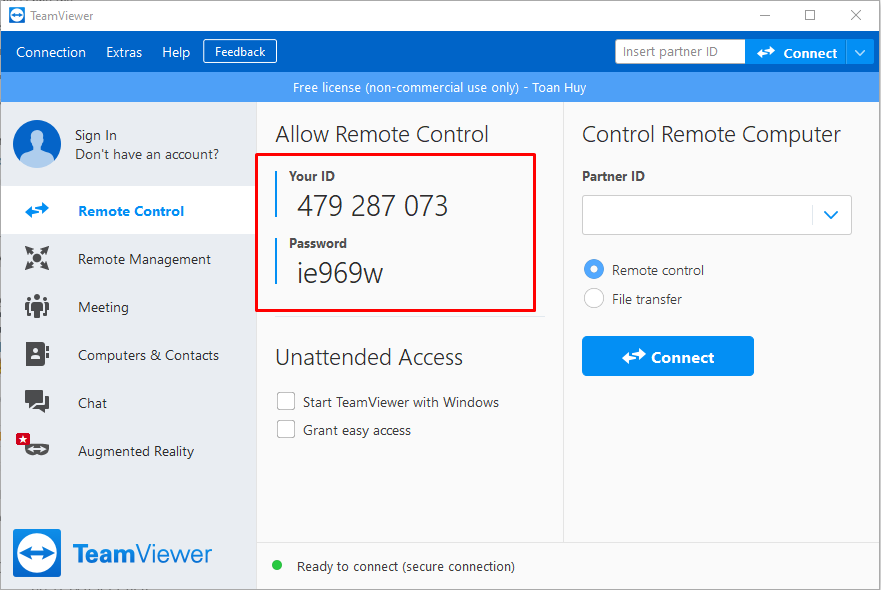 TeamViewer
Connection Extras Help Feedback
Insert partner ID Connect
Free license (non-commercial use only) - Toan Huy
Sign In
Don't have an account?
Remote Control
Remote Management
Meeting
Computers & Contacts
Chat
Augmented Reality
TeamViewer
Allow Remote Control
Your ID
479 287 073
Password
ie969w
Unattended Access
Start TeamViewer with Windows
Grant easy access
Control Remote Computer
Partner ID
Remote control
File transfer
Connect
Ready to connect (secure connection)